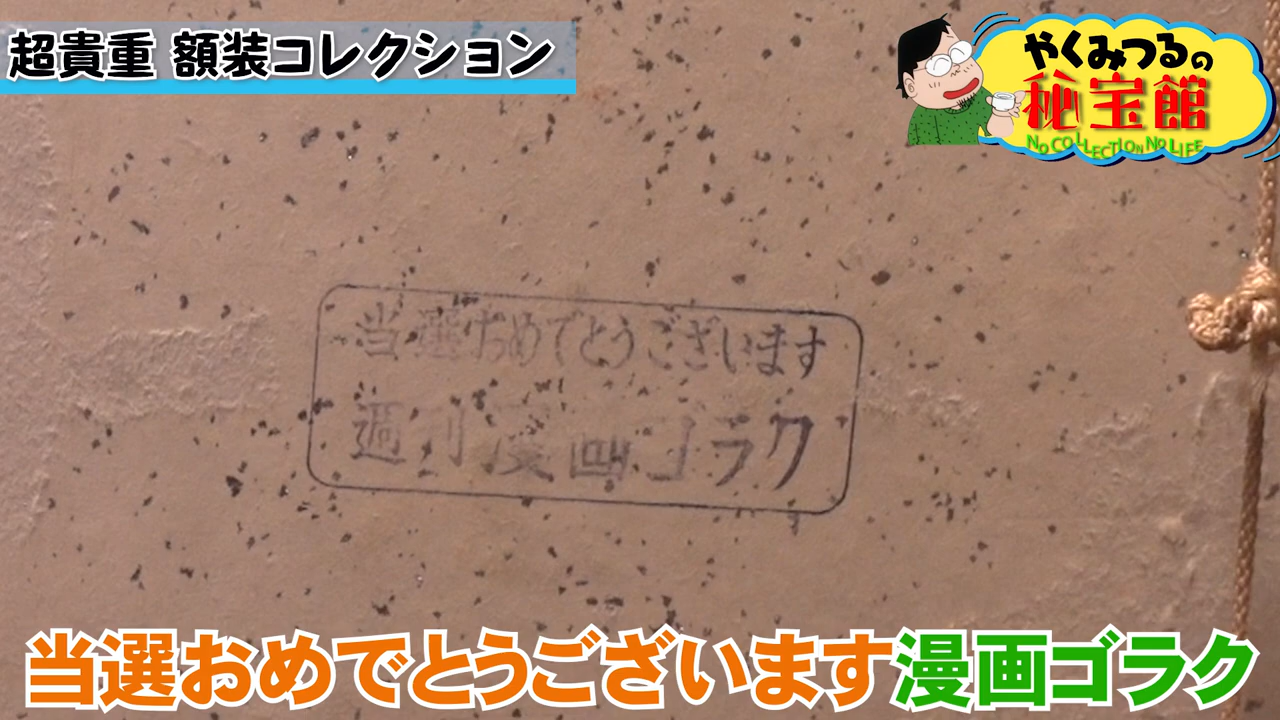 超貴重 額装コレクション
やくみつるの
秘宝館
NO COLLECTION NO LIFE
当選おめでとうございます
週刊漫画ゴラク
当選おめでとうございます漫画ゴラク